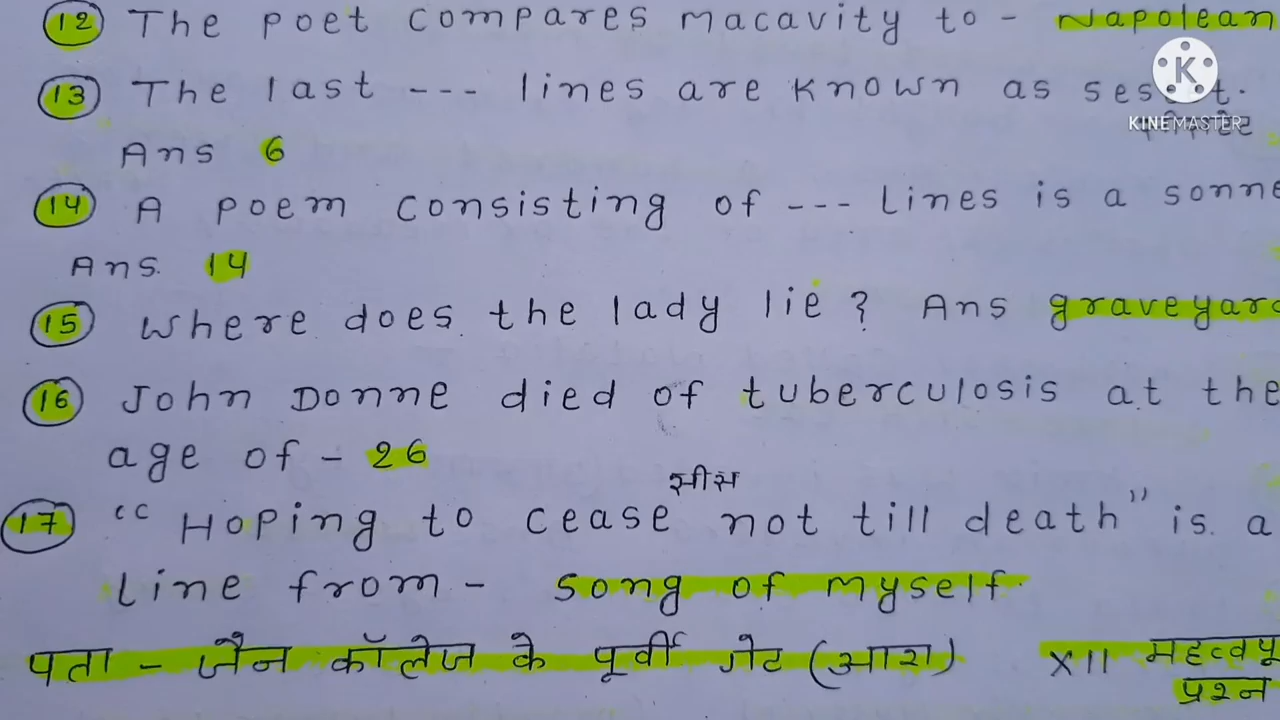 12 The poet compares macavity to - Napolean
13 The last --- lines are known as
KINEMASTER
Ans 6
14 A poem consisting of --- lines is a sonne
Ans. 14
15 Where does the lady lie? Ans graveyard
16 John Donne died of tuberculosis at the
age of - 26
सीस
17 "Hoping to cease not till death" is a
line from - song of myself.
पता - जैन कॉलेज के पूर्वी गेट (आरा) XII महत्वपू
प्रश्न